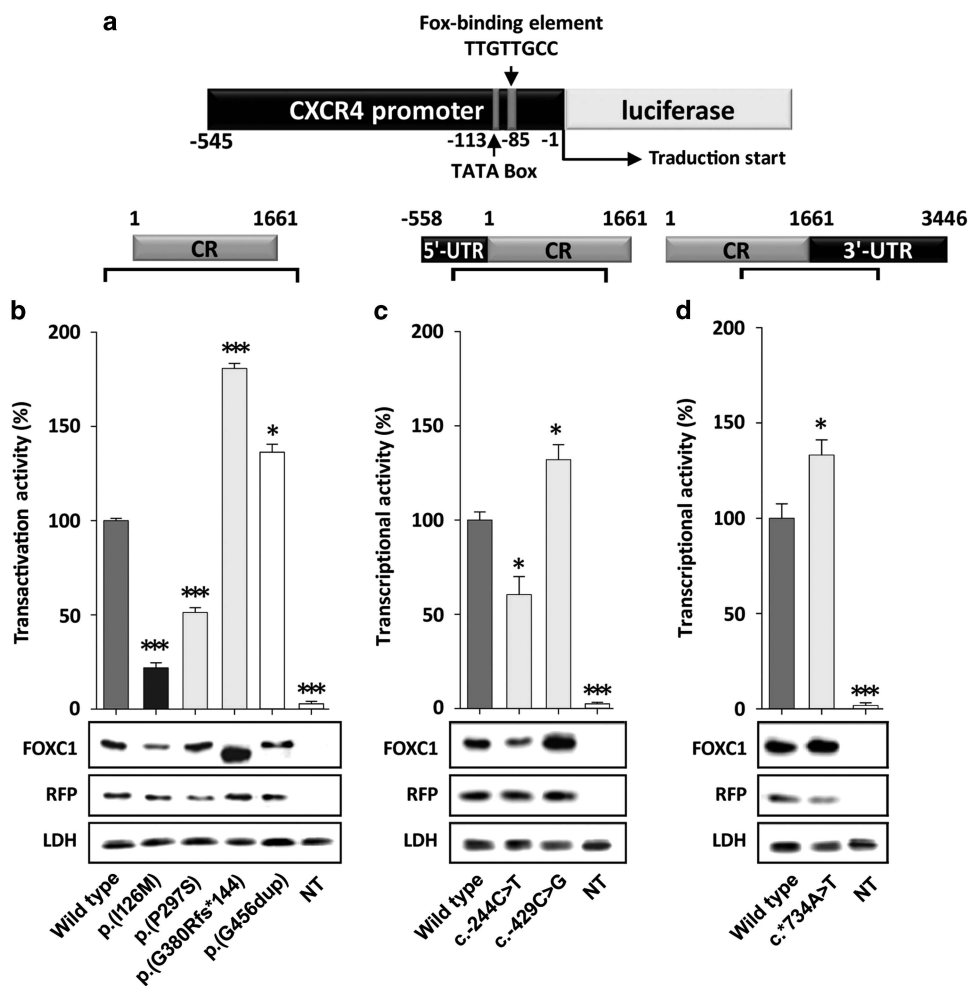 a
Fox-binding element
TTGTTGCC
CXCR4 promoter
luciferase
-545
-113
-85
-1
TATA Box
Traduction start
1
1661
CR
-558
1
1661
5'-UTR
CR
1
1661
3446
CR
3'-UTR
b
Transactivation activity (%)
200
150
100
50
0
***
***
***
*
***
FOXC1
RFP
LDH
Wild type
p.(I126M)
p.(P297S)
p.(G380Rfs*144)
p.(G456dup)
NT
c
Transcriptional activity (%)
200
150
100
50
0
*
*
***
FOXC1
RFP
LDH
Wild type
c.-244C>T
c.-429C>G
NT
d
Transcriptional activity (%)
200
150
100
50
0
*
***
FOXC1
RFP
LDH
Wild type
c.*734A>T
NT